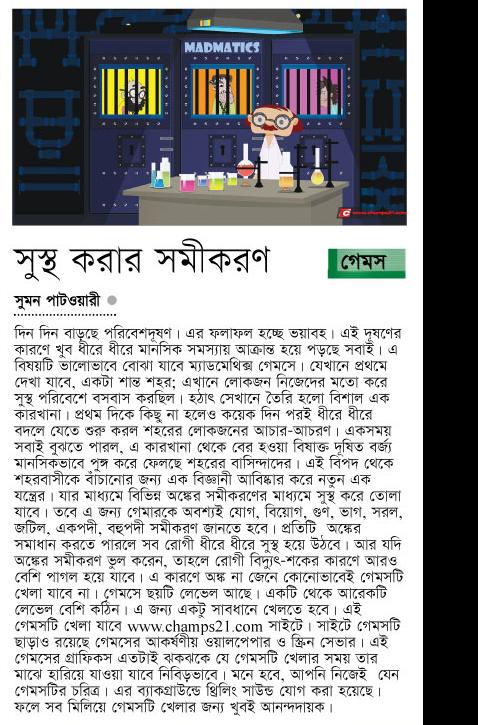 MADMATICS
www.champs21.com
সুস্থ করার সমীকরণ
গেমস
সুমন পাটওয়ারী
দিন দিন বাড়ছে পরিবেশদূষণ। এর ফলাফল হচ্ছে ভয়াবহ। এই দূষণের
কারণে খুব ধীরে ধীরে মানসিক সমস্যায় আক্রান্ত হয়ে পড়ছে সবাই। এ
বিষয়টি ভালোভাবে বোঝা যাবে ম্যাডমেথিক্স গেমসে। যেখানে প্রথমে
দেখা যাবে, একটা শান্ত শহর; এখানে লোকজন নিজেদের মতো করে
সুস্থ পরিবেশে বসবাস করছিল। হঠাৎ সেখানে তৈরি হলো বিশাল এক
কারখানা। প্রথম দিকে কিছু না হলেও কয়েক দিন পরই ধীরে ধীরে
বদলে যেতে শুরু করল শহরের লোকজনের আচার-আচরণ। একসময়
সবাই বুঝতে পারল, এ কারখানা থেকে বের হওয়া বিষাক্ত দূষিত বর্জ্য
মানসিকভাবে পুঙ্গ করে ফেলছে শহরের বাসিন্দাদের। এই বিপদ থেকে
শহরবাসীকে বাঁচানোর জন্য এক বিজ্ঞানী আবিষ্কার করে নতুন এক
যন্ত্রের। যার মাধ্যমে বিভিন্ন অঙ্কের সমীকরণের মাধ্যমে সুস্থ করে তোলা
যাবে। তবে এ জন্য গেমারকে অবশ্যই যোগ, বিয়োগ, গুণ, ভাগ, সরল,
জটিল, একপদী, বহুপদী সমীকরণ জানতে হবে। প্রতিটি অঙ্কের
সমাধান করতে পারলে সব রোগী ধীরে ধীরে সুস্থ হয়ে উঠবে। আর যদি
অঙ্কের সমীকরণ ভুল করেন, তাহলে রোগী বিদ্যুৎ-শকের কারণে আরও
বেশি পাগল হয়ে যাবে। এ কারণে অঙ্ক না জেনে কোনোভাবেই গেমসটি
খেলা যাবে না। গেমসে ছয়টি লেভেল আছে। একটি থেকে আরেকটি
লেভেল বেশি কঠিন। এ জন্য একটু সাবধানে খেলতে হবে। এই
গেমসটি খেলা যাবে www.champs21.com সাইটে। সাইটে গেমসটি
ছাড়াও রয়েছে গেমসের আকর্ষণীয় ওয়ালপেপার ও স্ক্রিন সেভার। এই
গেমসের গ্রাফিকস এতটাই ঝকঝকে যে গেমসটি খেলার সময় তার
মাঝে হারিয়ে যাওয়া যাবে নিবিড়ভাবে। মনে হবে, আপনি নিজেই যেন
গেমসটির চরিত্র। এর ব্যাকগ্রাউন্ডে থ্রিলিং সাউন্ড যোগ করা হয়েছে।
ফলে সব মিলিয়ে গেমসটি খেলার জন্য খুবই আনন্দদায়ক।